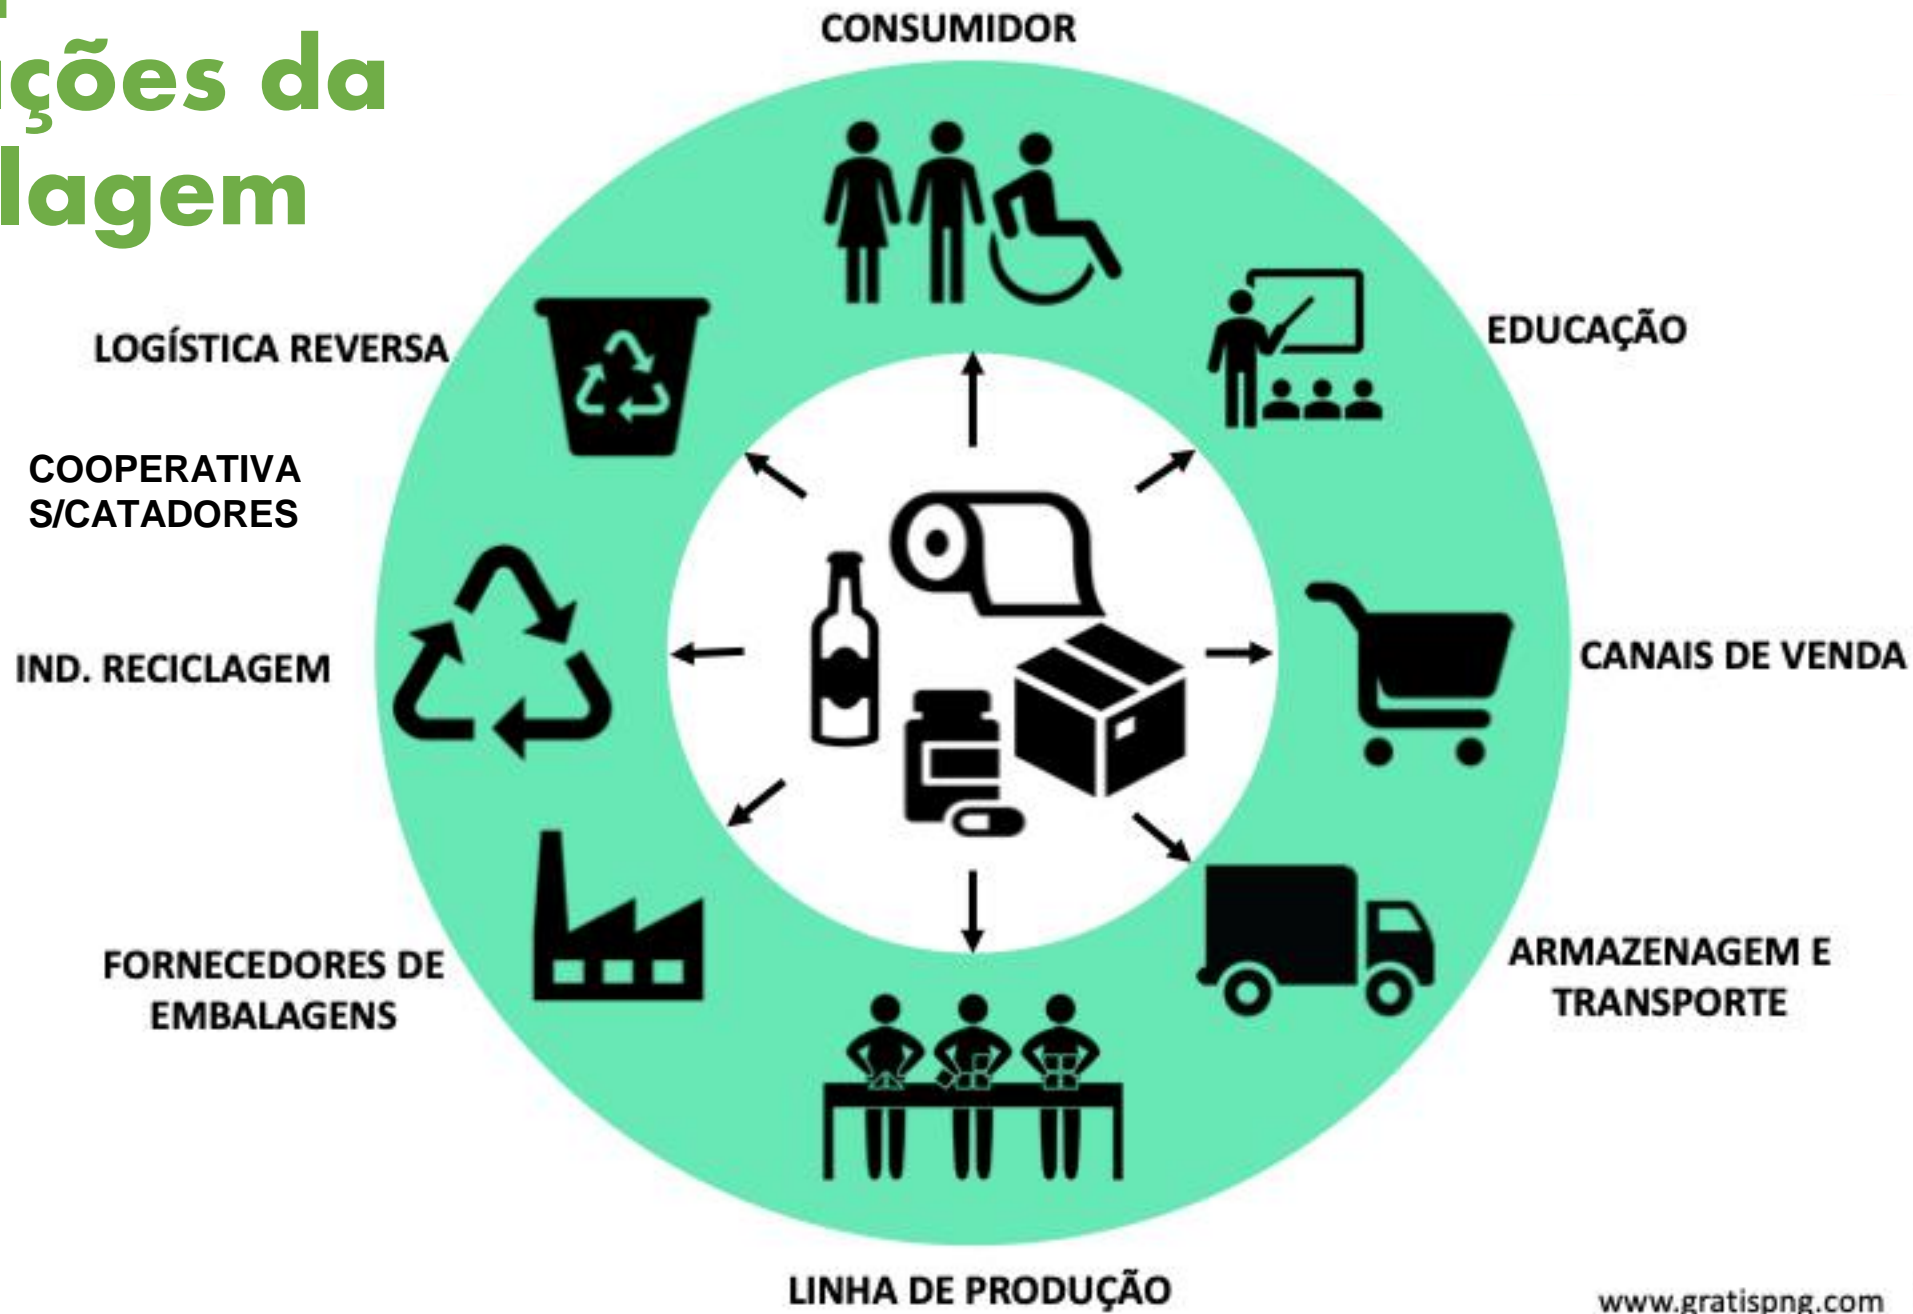 ções da
lagem
CONSUMIDOR
LOGÍSTICA REVERSA
EDUCAÇÃO
COOPERATIVA
S/CATADORES
IND. RECICLAGEM
CANAIS DE VENDA
FORNECEDORES DE
EMBALAGENS
ARMAZENAGEM E
TRANSPORTE
LINHA DE PRODUÇÃO
www.gratispng.com